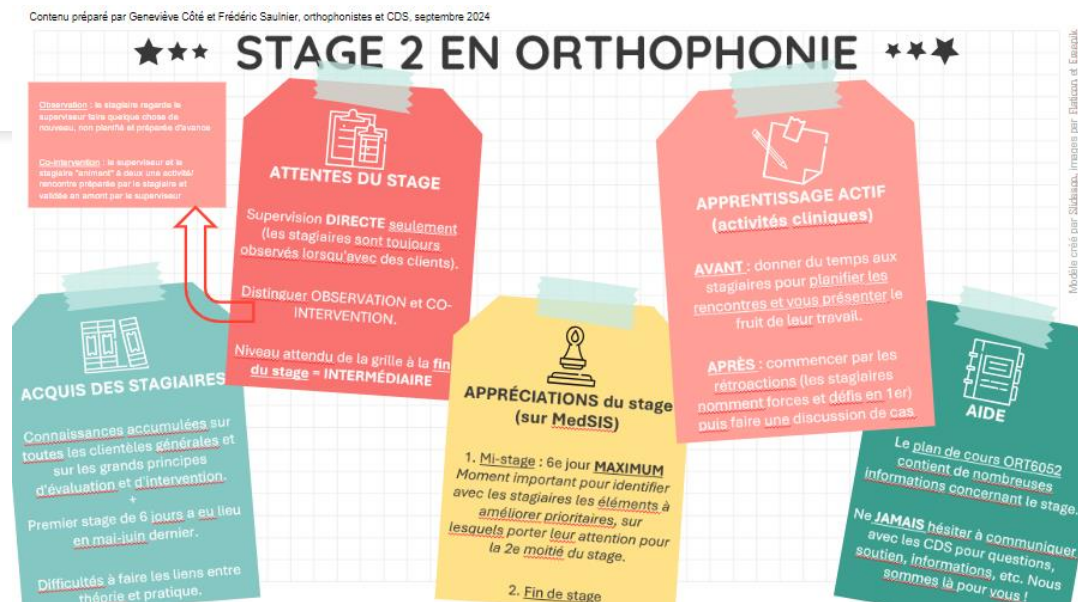 Contenu préparé par Geneviève Côté et Frédéric Saulnier, orthophonistes et CDS, septembre 2024
STAGE 2 EN ORTHOPHONIE
Observation : le stagiaire regarde le
superviseur faire quelque chose de
nouveau, non planifié et préparée d'avance
Co-intervention : le superviseur et le
stagiaire "animent" à deux une activité/
rencontre préparée par le stagiaire et
validée en amont par le superviseur
ATTENTES DU STAGE
Supervision DIRECTE seulement
(les stagiaires sont toujours
observés lorsqu'avec des clients).
Distinguer OBSERVATION et CO-
INTERVENTION.
Niveau attendu de la grille à la fin
du stage = INTERMÉDIAIRE
APPRENTISSAGE ACTIF
(activités cliniques)
AVANT : donner du temps aux
stagiaires pour planifier les
rencontres et vous présenter le
fruit de leur travail.
APRÈS : commencer par les
rétroactions (les stagiaires
nomment forces et défis en 1er)
puis faire une discussion de cas.
ACQUIS DES STAGIAIRES
Connaissances accumulées sur
toutes les clientèles générales et
sur les grands principes
d'évaluation et d'intervention.
+
Premier stage de 6 jours a eu lieu
en mai-juin dernier.
Difficultés à faire les liens entre
théorie et pratique.
APPRÉCIATIONS du stage
(sur MedSIS)
1. Mi-stage : 6e jour MAXIMUM
Moment important pour identifier
avec les stagiaires les éléments à
améliorer prioritaires, sur
lesquels porter leur attention pour
la 2e moitié du stage.
2. Fin de stage
AIDE
Le plan de cours ORT6052
contient de nombreuses
informations concernant le stage.
Ne JAMAIS hésiter à communiquer
avec les CDS pour questions,
soutien, informations, etc. Nous
sommes là pour vous !
Modèle créé par Slidesgo, images par Flaticon et Freepik